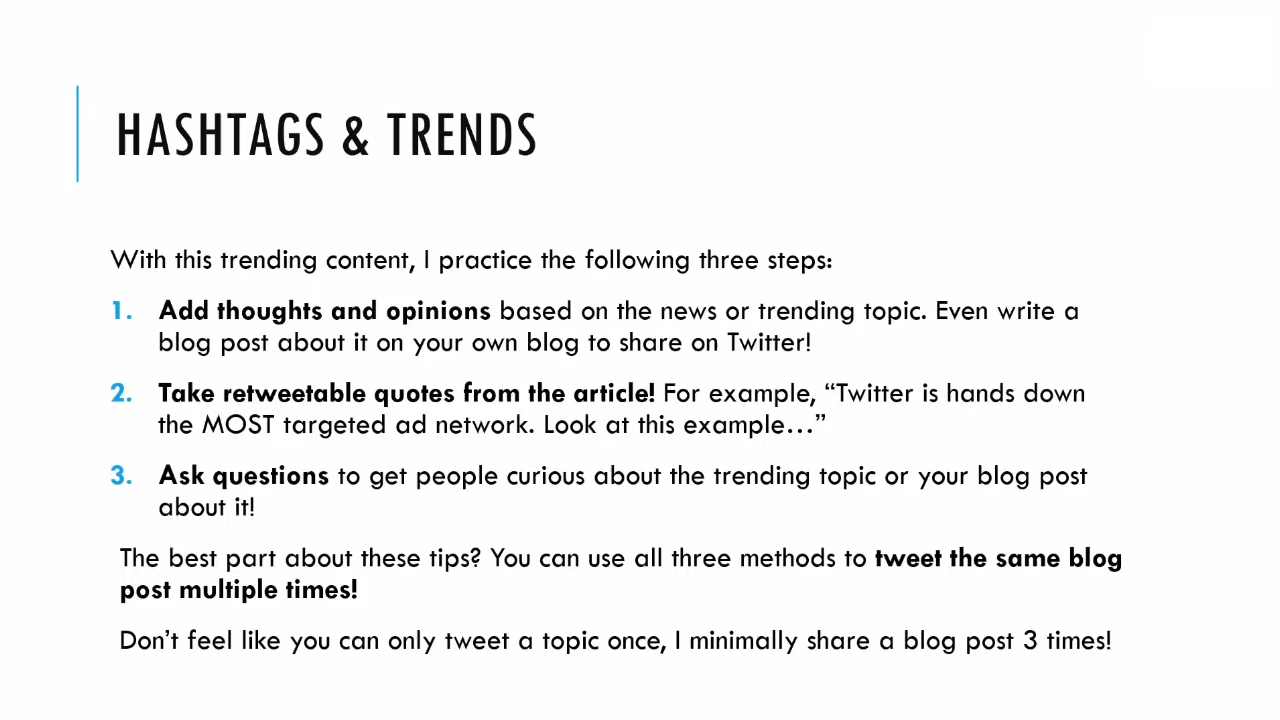 HASHTAGS & TRENDS
With this trending content, I practice the following three steps:
1. Add thoughts and opinions based on the news or trending topic. Even write a
blog post about it on your own blog to share on Twitter!
2. Take retweetable quotes from the article! For example, “Twitter is hands down
the MOST targeted ad network. Look at this example…”
3. Ask questions to get people curious about the trending topic or your blog post
about it!
The best part about these tips? You can use all three methods to tweet the same blog
post multiple times!
Don’t feel like you can only tweet a topic once, I minimally share a blog post 3 times!